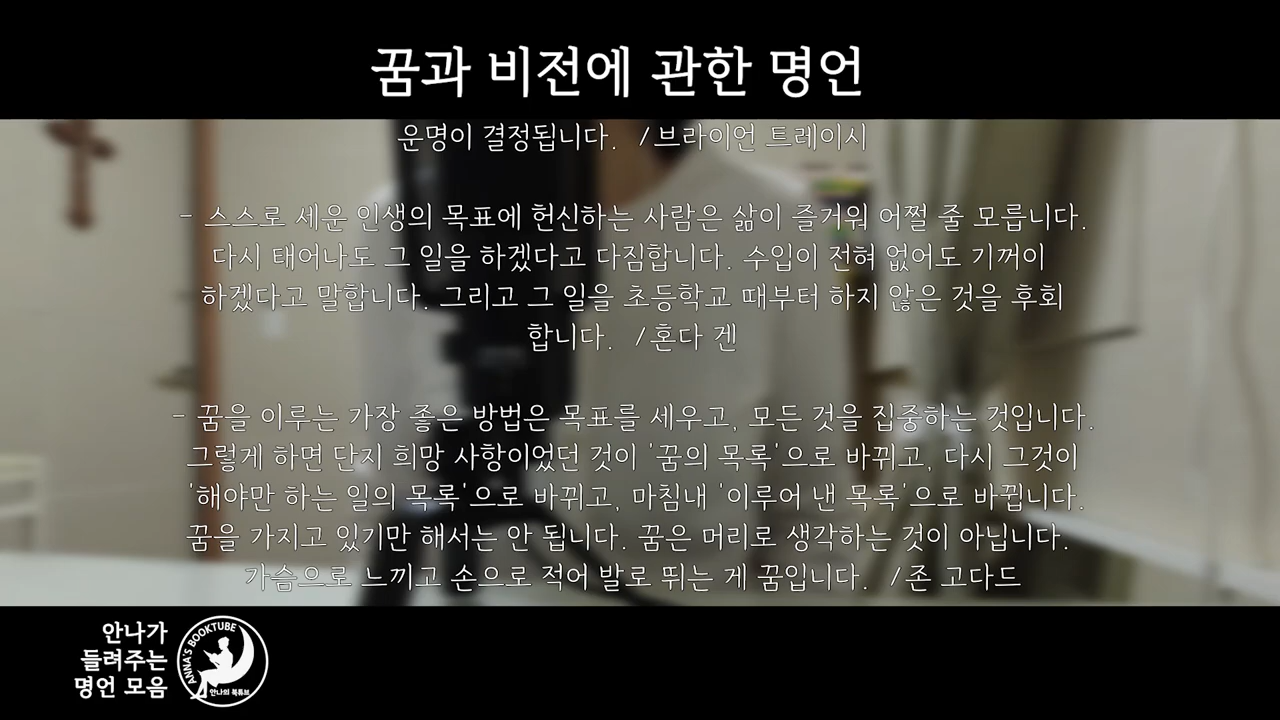 꿈과 비전에 관한 명언
운명이 결정됩니다. /브라이언 트레이시
- 스스로 세운 인생의 목표에 헌신하는 사람은 삶이 즐거워 어쩔 줄 모릅니다.
다시 태어나도 그 일을 하겠다고 다짐합니다. 수입이 전혀 없어도 기꺼이
하겠다고 말합니다. 그리고 그 일을 초등학교 때부터 하지 않은 것을 후회
합니다. /혼다 겐
- 꿈을 이루는 가장 좋은 방법은 목표를 세우고, 모든 것을 집중하는 것입니다.
그렇게 하면 단지 희망 사항이었던 것이 '꿈의 목록'으로 바뀌고, 다시 그것이
'해야만 하는 일의 목록'으로 바뀌고, 마침내 '이루어 낸 목록'으로 바뀝니다.
꿈을 가지고 있기만 해서는 안 됩니다. 꿈은 머리로 생각하는 것이 아닙니다.
가슴으로 느끼고 손으로 적어 발로 뛰는 게 꿈입니다. /존 고다드
안나가
들려주는
명언 모음
ANNA'S BOOKTUBE
안나의 북튜브